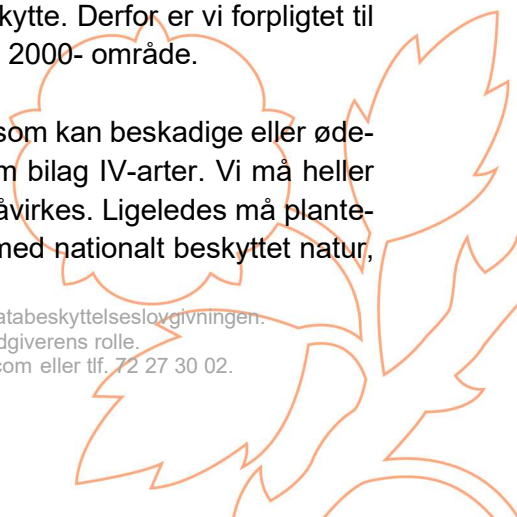 kytte. Derfor er vi forpligtet til
2000- område.
som kan beskadige eller øde-
m bilag IV-arter. Vi må heller
åvirkes. Ligeledes må plante-
ned nationalt beskyttet natur,
atabeskyttelseslovgivningen.
dgiverens rolle.
com eller tlf. 72 27 30 02.